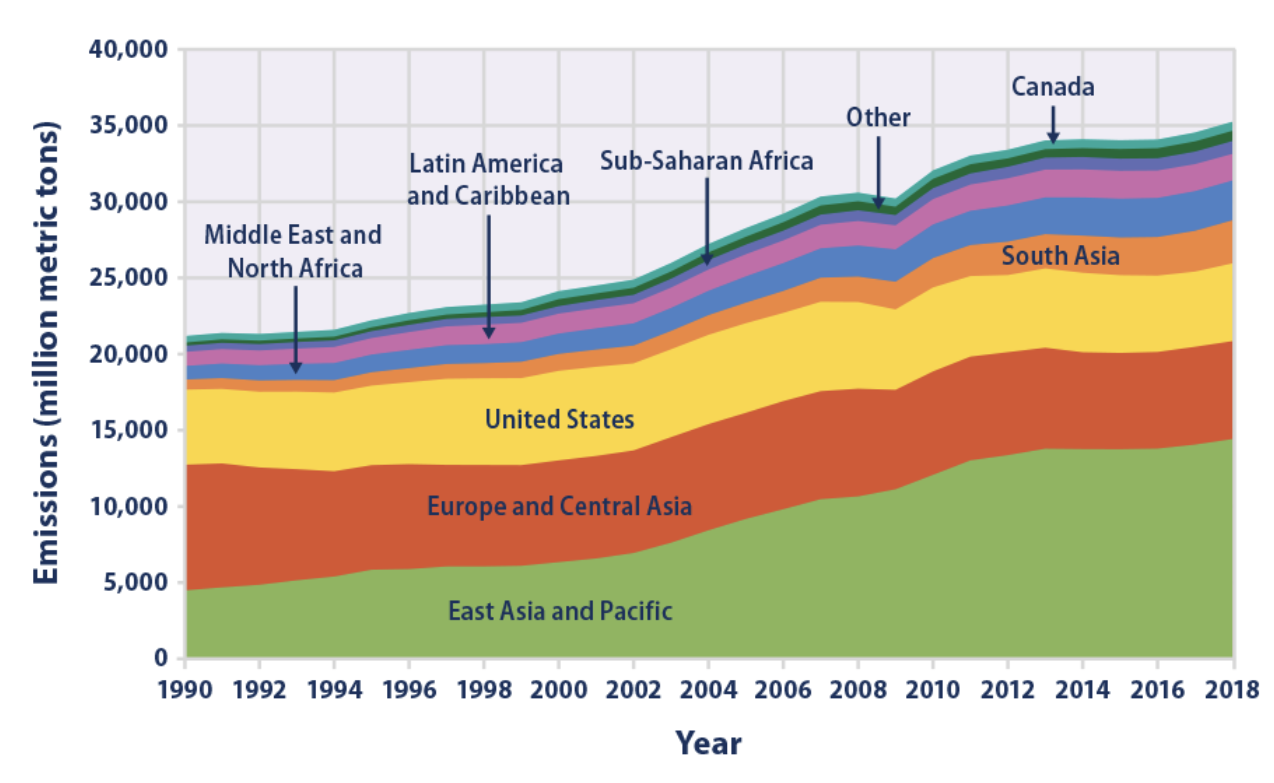 40,000
35,000
30,000
25,000
20,000
15,000
10,000
5,000
0
Emissions (million metric tons)
Middle East and
North Africa
Latin America
and Caribbean
Sub-Saharan Africa
Other
Canada
South Asia
United States
Europe and Central Asia
East Asia and Pacific
1990 1992 1994 1996 1998 2000 2002 2004 2006 2008 2010 2012 2014 2016 2018
Year